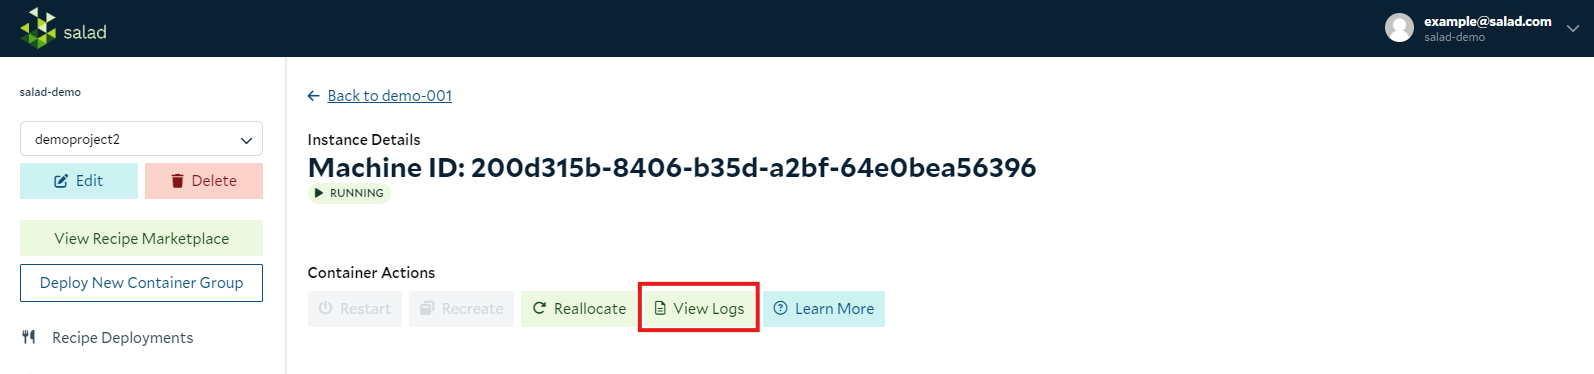 salad
example@salad.com
salad-demo
salad-demo
demoproject2
Edit
Delete
View Recipe Marketplace
Deploy New Container Group
Recipe Deployments
Back to demo-001
Instance Details
Machine ID: 200d315b-8406-b35d-a2bf-64e0bea56396
RUNNING
Container Actions
Restart
Recreate
Reallocate
View Logs
Learn More